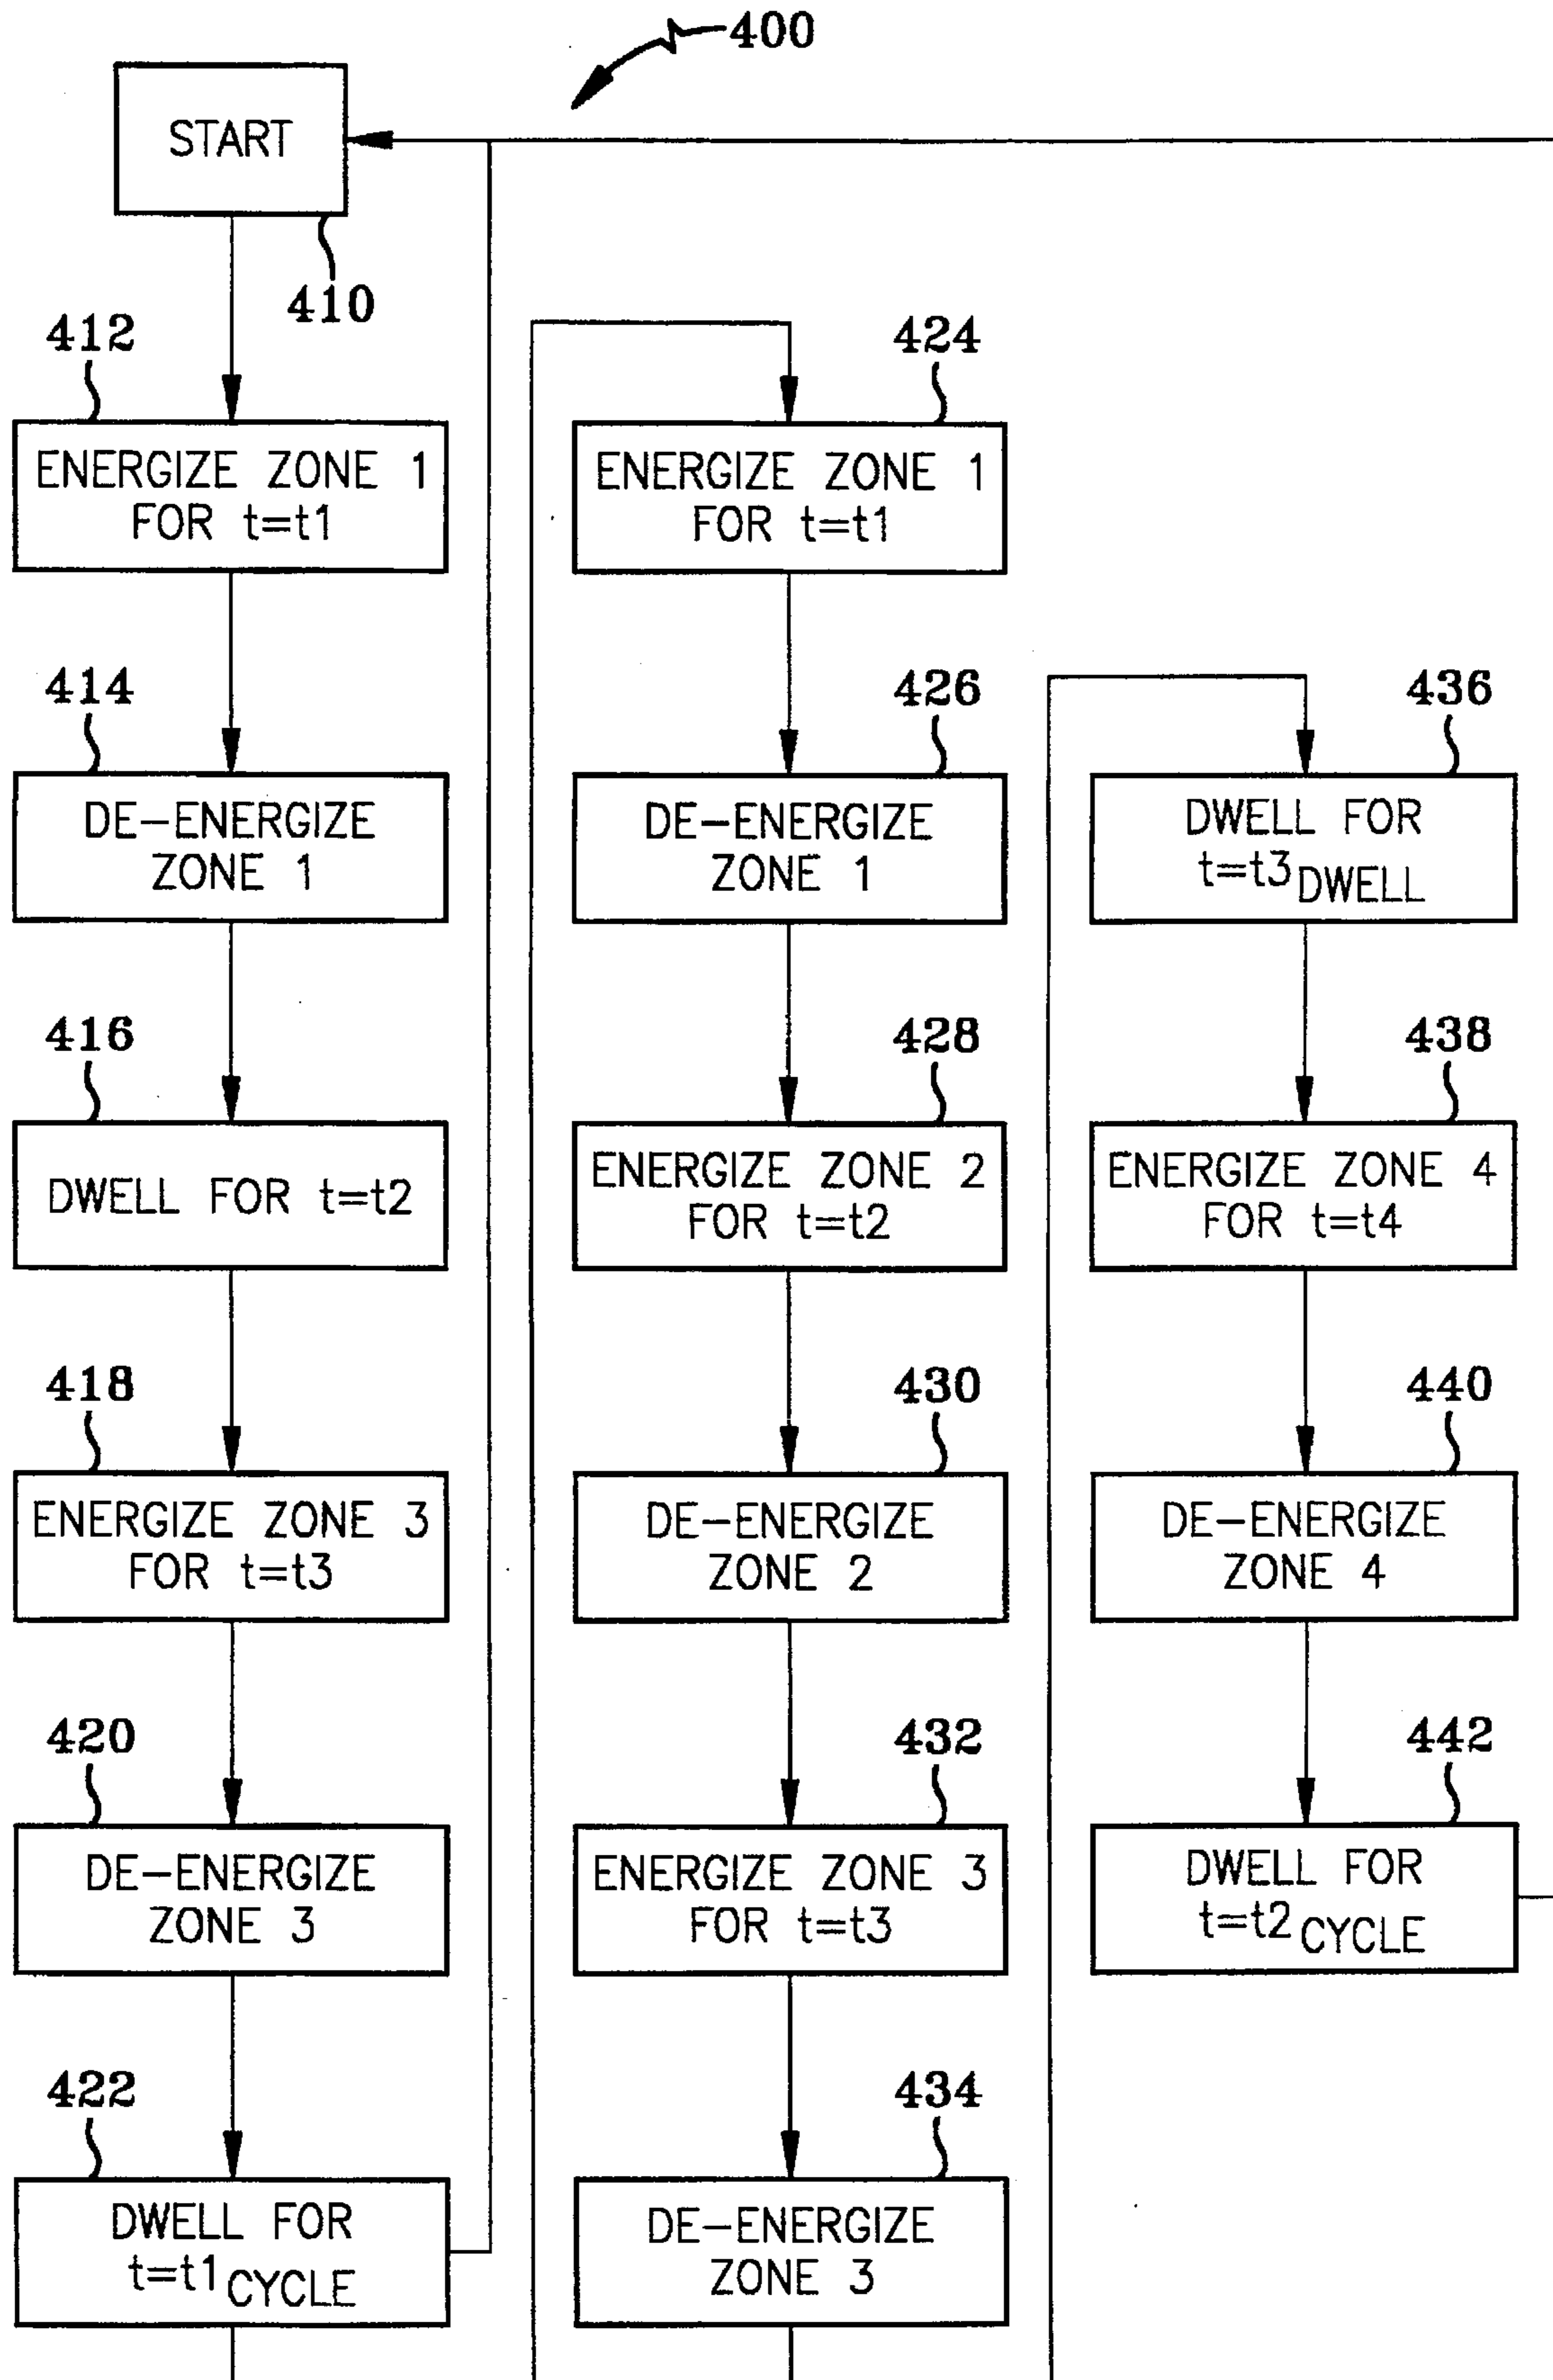 400
START
410
412
ENERGIZE ZONE 1
FOR t=t1
414
DE-ENERGIZE
ZONE 1
416
DWELL FOR t=t2
418
ENERGIZE ZONE 3
FOR t=t3
420
DE-ENERGIZE
ZONE 3
422
DWELL FOR
t=t1CYCLE
424
ENERGIZE ZONE 1
FOR t=t1
426
DE-ENERGIZE
ZONE 1
428
ENERGIZE ZONE 2
FOR t=t2
430
DE-ENERGIZE
ZONE 2
432
ENERGIZE ZONE 3
FOR t=t3
434
DE-ENERGIZE
ZONE 3
436
DWELL FOR
t=t3DWELL
438
ENERGIZE ZONE 4
FOR t=t4
440
DE-ENERGIZE
ZONE 4
442
DWELL FOR
t=t2CYCLE